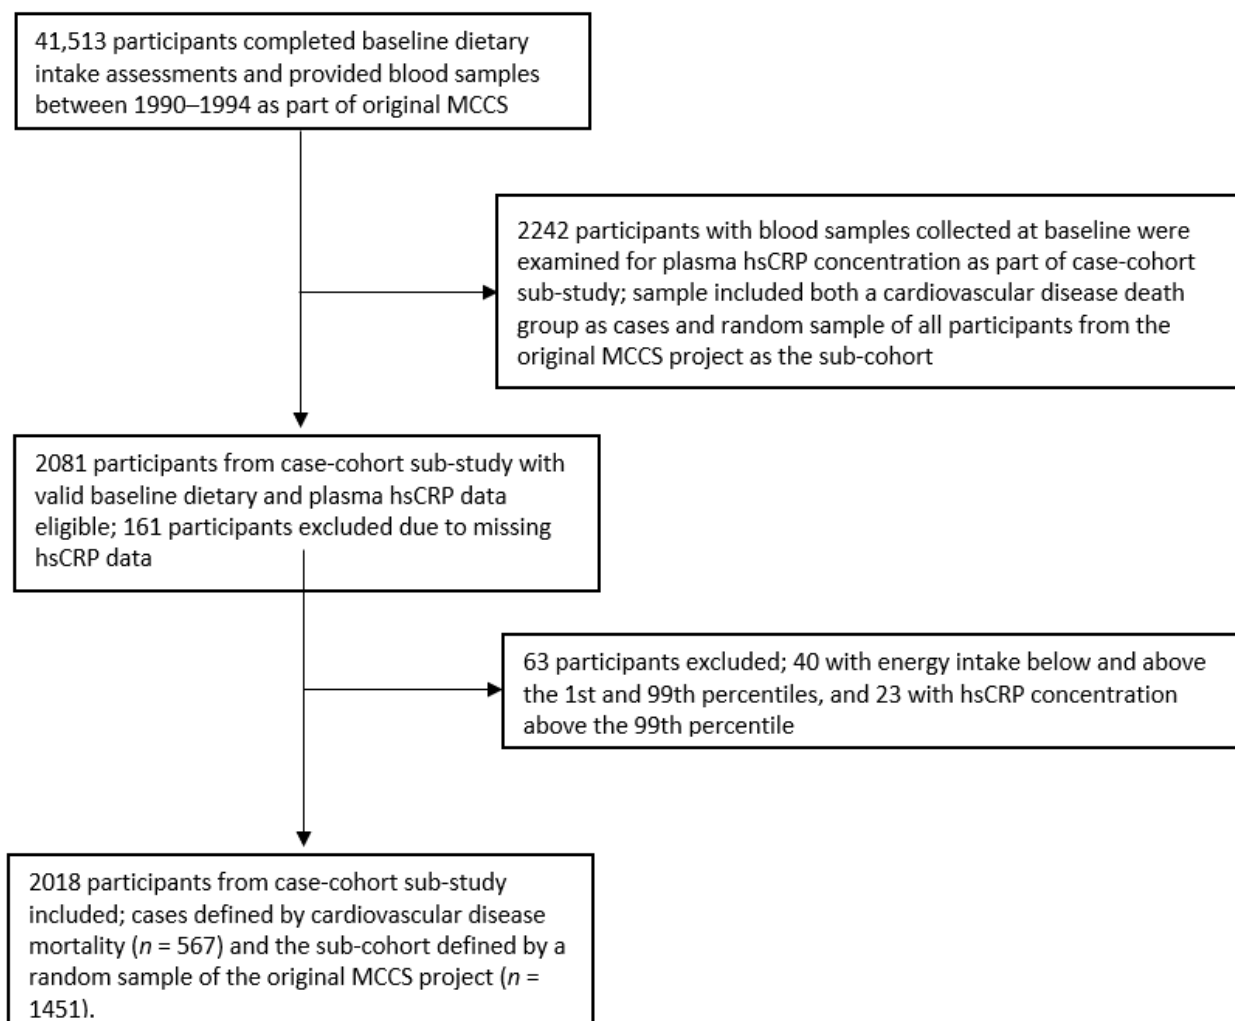 41,513 participants completed baseline dietary
intake assessments and provided blood samples
between 1990–1994 as part of original MCCS
2242 participants with blood samples collected at baseline were
examined for plasma hsCRP concentration as part of case-cohort
sub-study; sample included both a cardiovascular disease death
group as cases and random sample of all participants from the
original MCCS project as the sub-cohort
2081 participants from case-cohort sub-study with
valid baseline dietary and plasma hsCRP data
eligible; 161 participants excluded due to missing
hsCRP data
63 participants excluded; 40 with energy intake below and above
the 1st and 99th percentiles, and 23 with hsCRP concentration
above the 99th percentile
2018 participants from case-cohort sub-study
included; cases defined by cardiovascular disease
mortality (n = 567) and the sub-cohort defined by a
random sample of the original MCCS project (n =
1451).